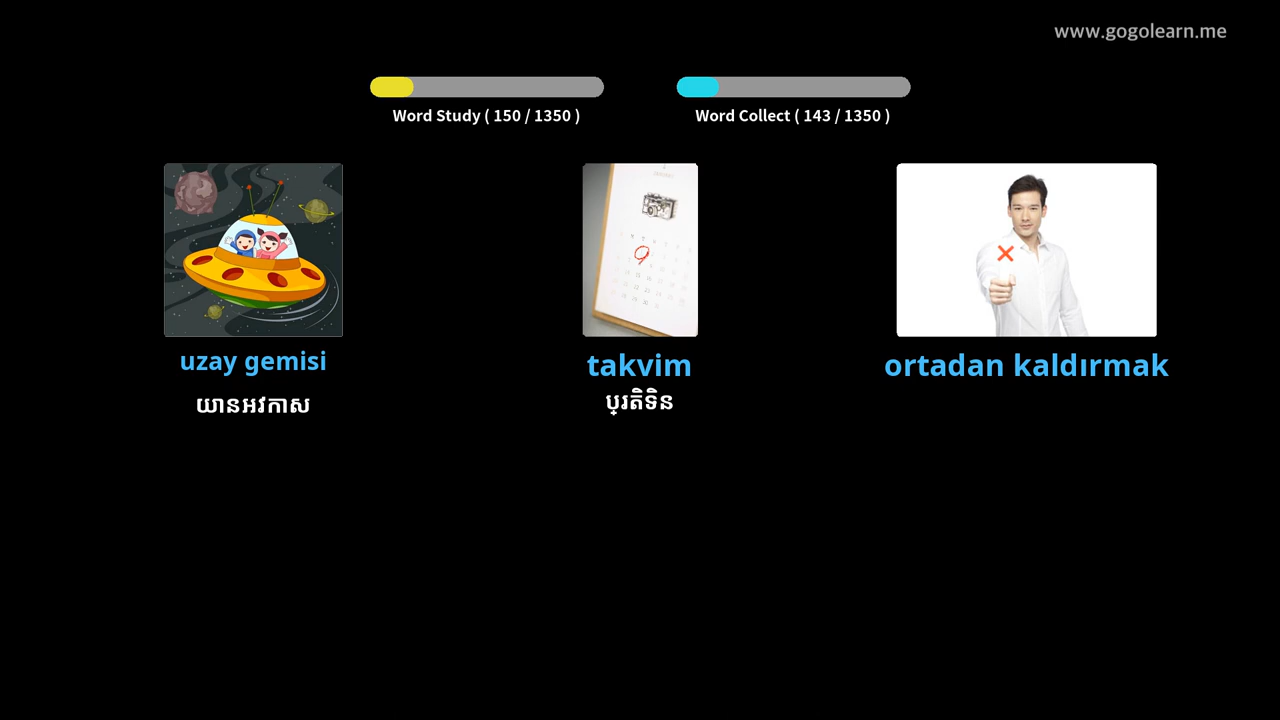 www.gogolearn.me
Word Study ( 150 / 1350 )
Word Collect ( 143 / 1350 )
uzay gemisi
takvim
ortadan kaldırmak
យានអវកាស
ប្រតិទិន